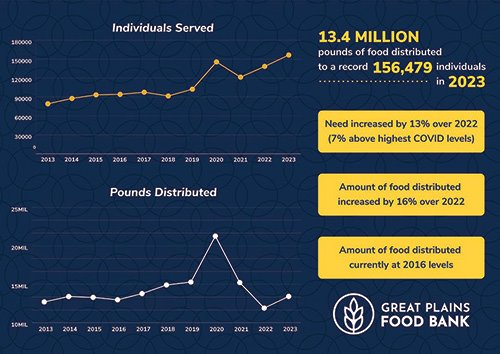 Individuals Served
180000
150000
120000
90000
60000
30000
0
2013 2014 2015 2016 2017 2018 2019 2020 2021 2022 2023
Pounds Distributed
25MIL
20MIL
15MIL
10MIL
2013 2014 2015 2016 2017 2018 2019 2020 2021 2022 2023
13.4 MILLION
pounds of food distributed
to a record 156,479 individuals
in 2023
Need increased by 13% over 2022
(7% above highest COVID levels)
Amount of food distributed
increased by 16% over 2022
Amount of food distributed
currently at 2016 levels
GREAT PLAINS
FOOD BANK